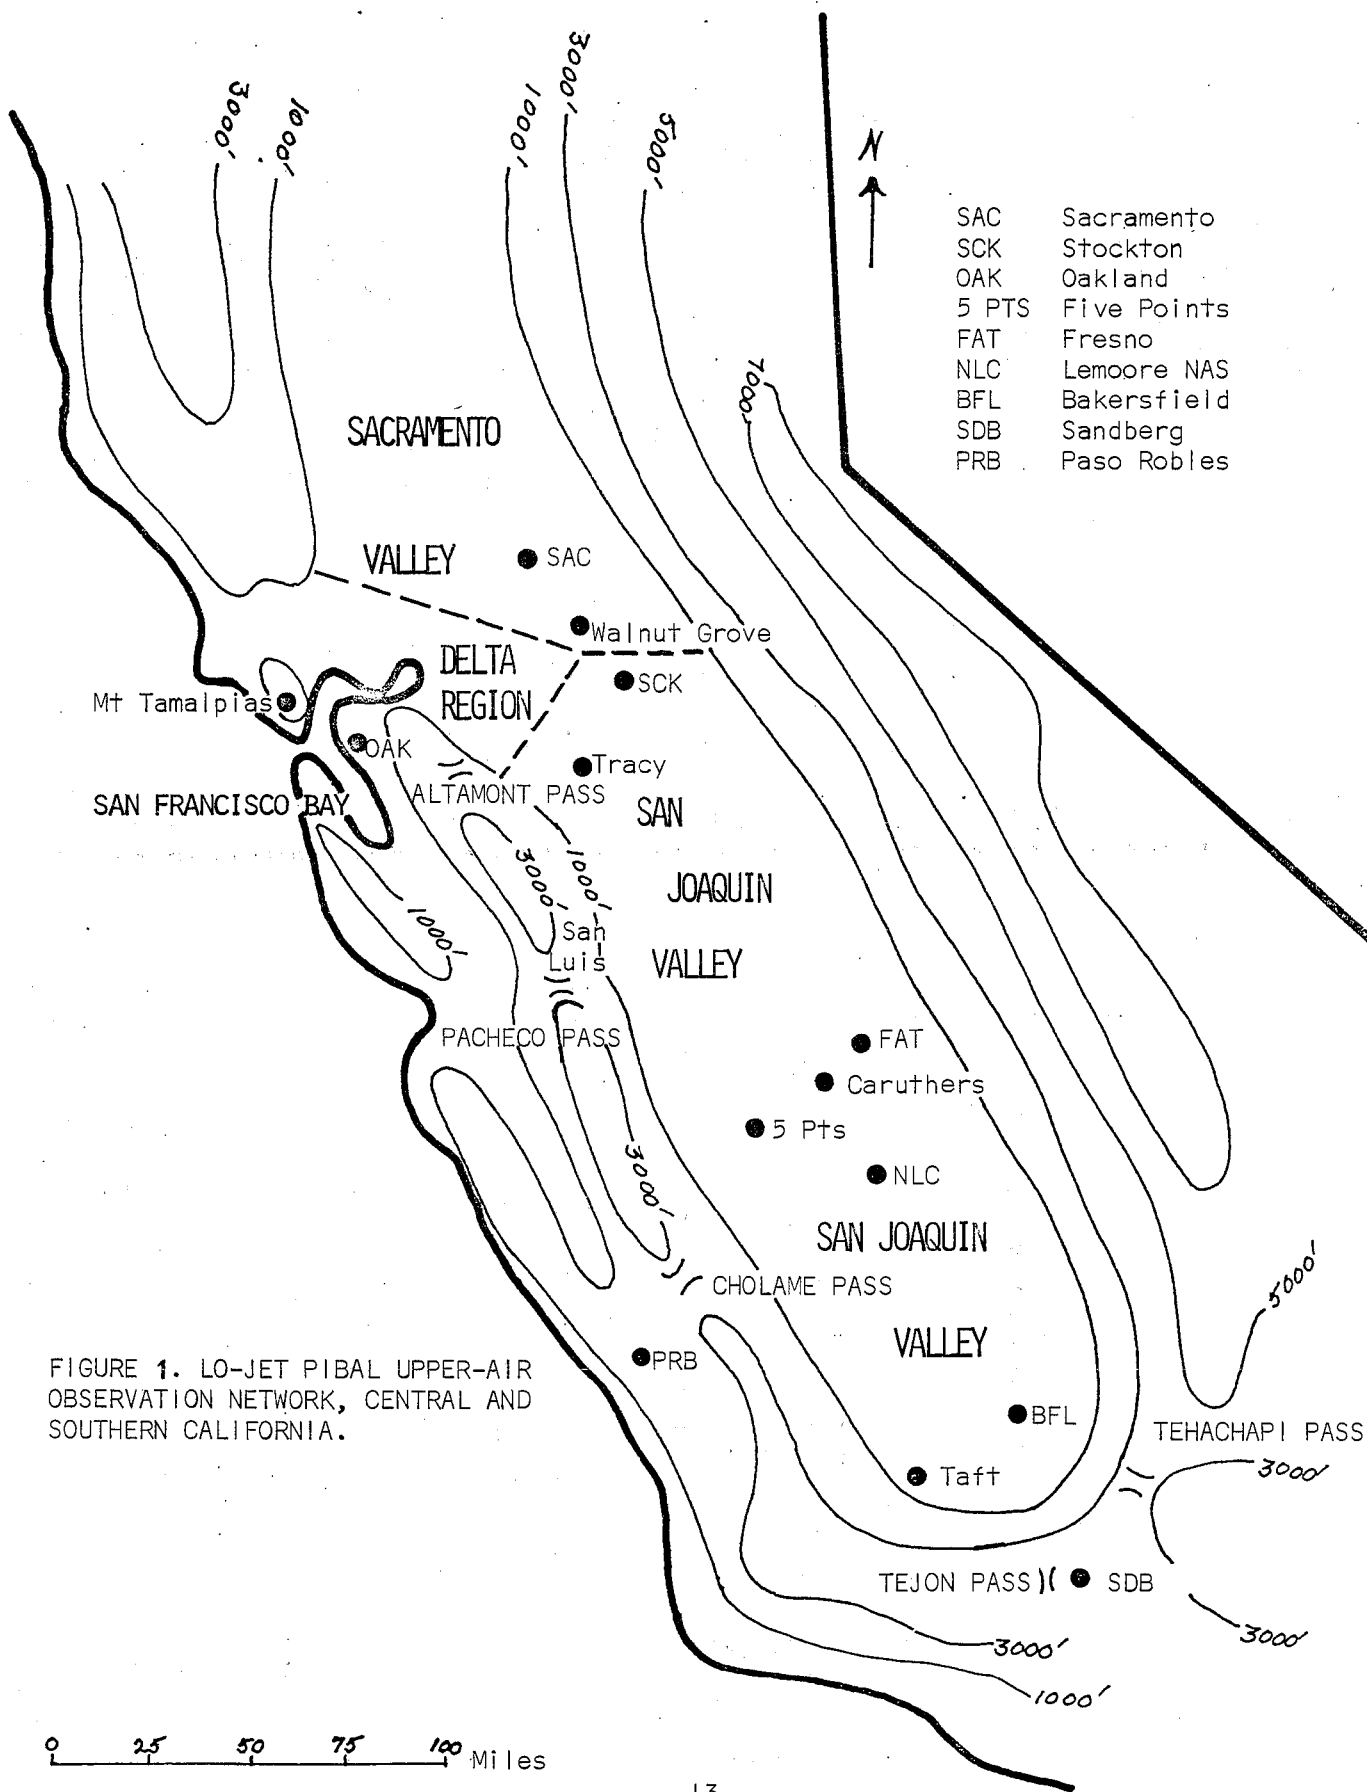 3000'
1000'
1000'
3000'
5000'
N
SAC Sacramento
SCK Stockton
OAK Oakland
5 PTS Five Points
FAT Fresno
NLC Lemoore NAS
BFL Bakersfield
SDB Sandberg
PRB Paso Robles
7000'
SACRAMENTO
VALLEY
SAC
Walnut Grove
DELTA
REGION
SCK
Mt Tamalpias
OAK
Tracy
ALTAMONT PASS
SAN FRANCISCO BAY
SAN
3000'
1000'
JOAQUIN
1000'
San
Luis
VALLEY
PACHECO PASS
FAT
Caruthers
5 Pts
3000'
NLC
SAN JOAQUIN
CHOLAME PASS
5000'
VALLEY
PRB
FIGURE 1. LO-JET PIBAL UPPER-AIR
OBSERVATION NETWORK, CENTRAL AND
SOUTHERN CALIFORNIA.
BFL
TEHACHAPI PASS
Taft
3000'
TEJON PASS
SDB
3000'
3000'
1000'
0 25 50 75 100 Miles
13